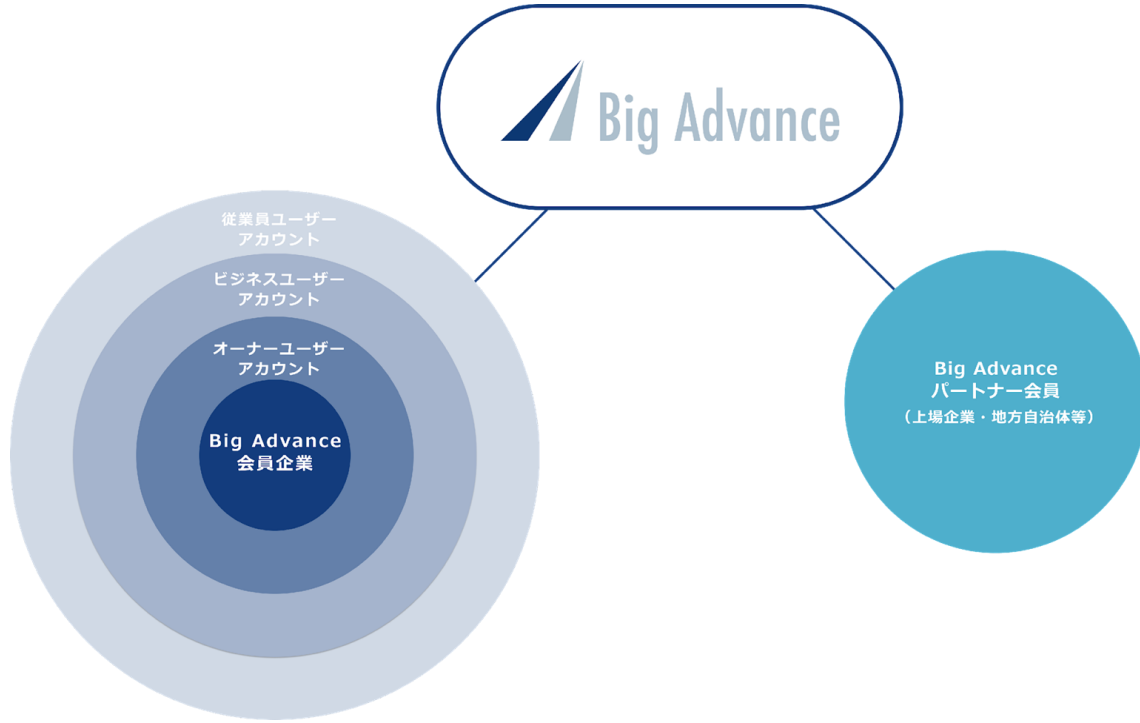 Big Advance
従業員ユーザー
アカウント
ビジネスユーザー
アカウント
オーナーユーザー
アカウント
Big Advance
会員企業
Big Advance
パートナー会員
（上場企業・地方自治体等）